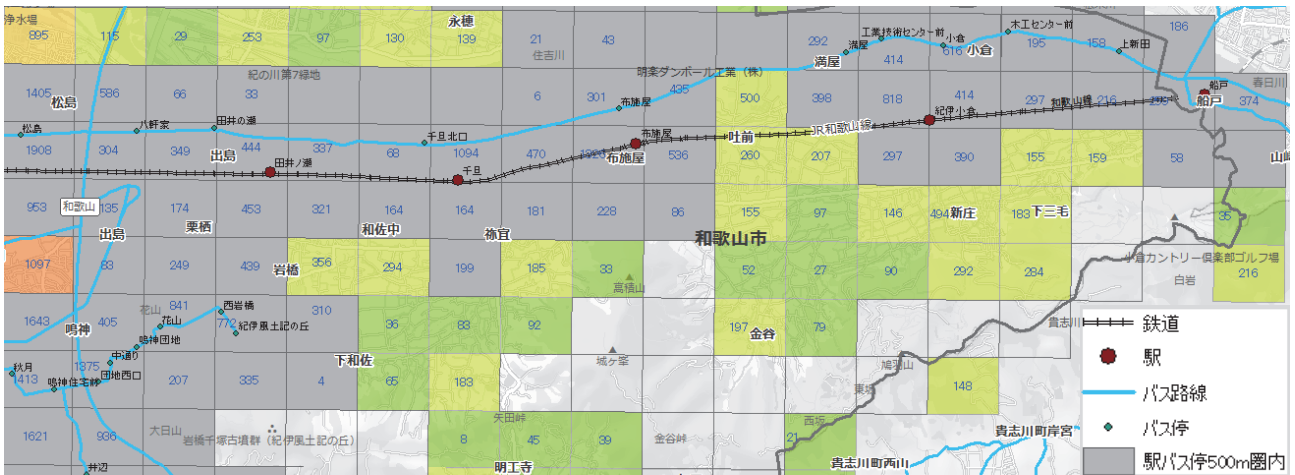 浄水場
895 115 29 253 97 130 永穂 139 21 43 292 工業技術センター前 小倉 木工センター前 186
住吉川 満屋 満屋 414 616 小倉 195 158 上新田
紀の川第7緑地 明楽ダンボール工業(株) 春日川
1405 松島 586 66 33 6 301 布施屋 435 500 398 818 414 297 和歌山線 216 船戸 船戸 374
松島 八軒家 田井の瀬 千旦北口 紀伊小倉
1908 304 349 出島 444 337 68 1094 470 布施屋 布施屋 536 吐前 260 JR和歌山線 207 297 390 155 159 58
田井ノ瀬 千旦
953 和歌山 135 174 453 321 164 164 181 228 86 155 97 146 494 新庄 183 下三毛 35
出島 栗栖 和佐中 祢宜 和歌山市
1097 83 249 439 岩橋 356 294 199 185 33 52 27 90 292 284 小倉カントリー倶楽部ゴルフ場 216
高積山 白岩
1643 鳴神 405 花山 841 西岩橋 310 36 83 92 197 金谷 79 貴志川
花山 772 紀伊風土記の丘
鳴神団地
秋月 中通り 下和佐 城ヶ峯 鳩羽山
1413 鳴神住宅前 1375 団地西口 207 335 4 65 183 東坂 148
1621 936 大日山 岩橋千塚古墳群(紀伊風土記の丘) 矢田峠 8 45 39 金谷峠 西坂 21 貴志川町岸宮
井辺 明工寺 貴志川町西山
鉄道
駅
バス路線
バス停
駅バス停500m圏内